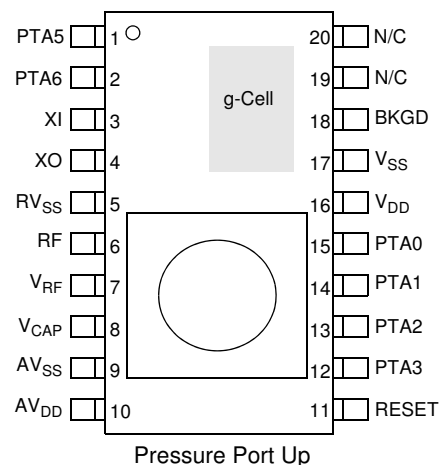 PTA5 1 20 N/C
PTA6 2 19 N/C
g-Cell
XI 3 18 BKGD
XO 4 17 VSS
RVSS 5 16 VDD
RF 6 15 PTA0
VRF 7 14 PTA1
VCAP 8 13 PTA2
AVSS 9 12 PTA3
AVDD 10 11 RESET
Pressure Port Up